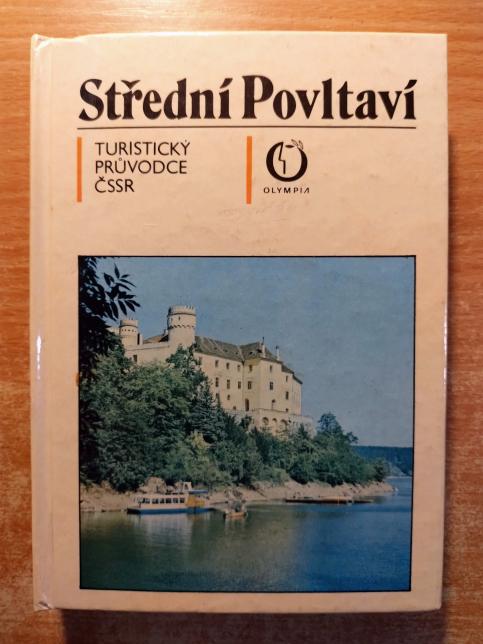 Střední Povltaví
TURISTICKÝ
PRŮVODCE
ČSSR
OLYMPIA